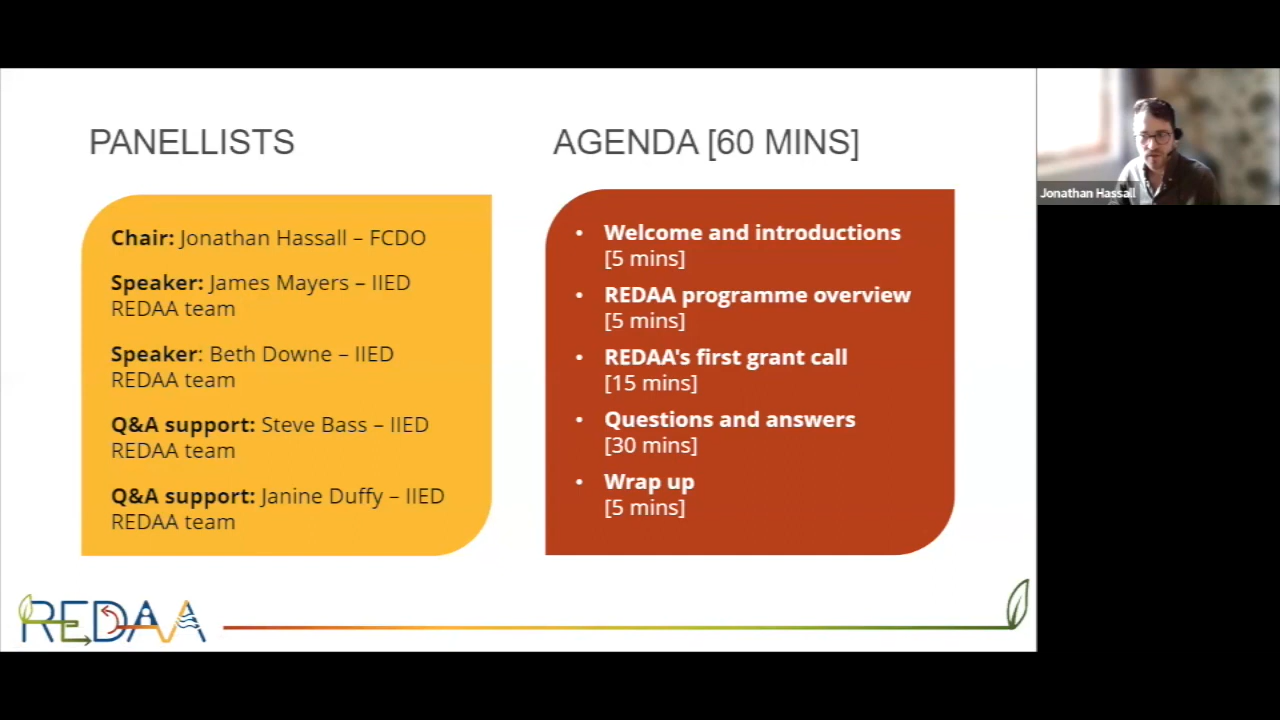 PANELLISTS
Chair: Jonathan Hassall – FCDO
Speaker: James Mayers – IIED
REDAA team
Speaker: Beth Downe – IIED
REDAA team
Q&A support: Steve Bass – IIED
REDAA team
Q&A support: Janine Duffy – IIED
REDAA team
AGENDA [60 MINS]
• Welcome and introductions
[5 mins]
• REDAA programme overview
[5 mins]
• REDAA's first grant call
[15 mins]
• Questions and answers
[30 mins]
• Wrap up
[5 mins]
REDAA
Jonathan Hassall